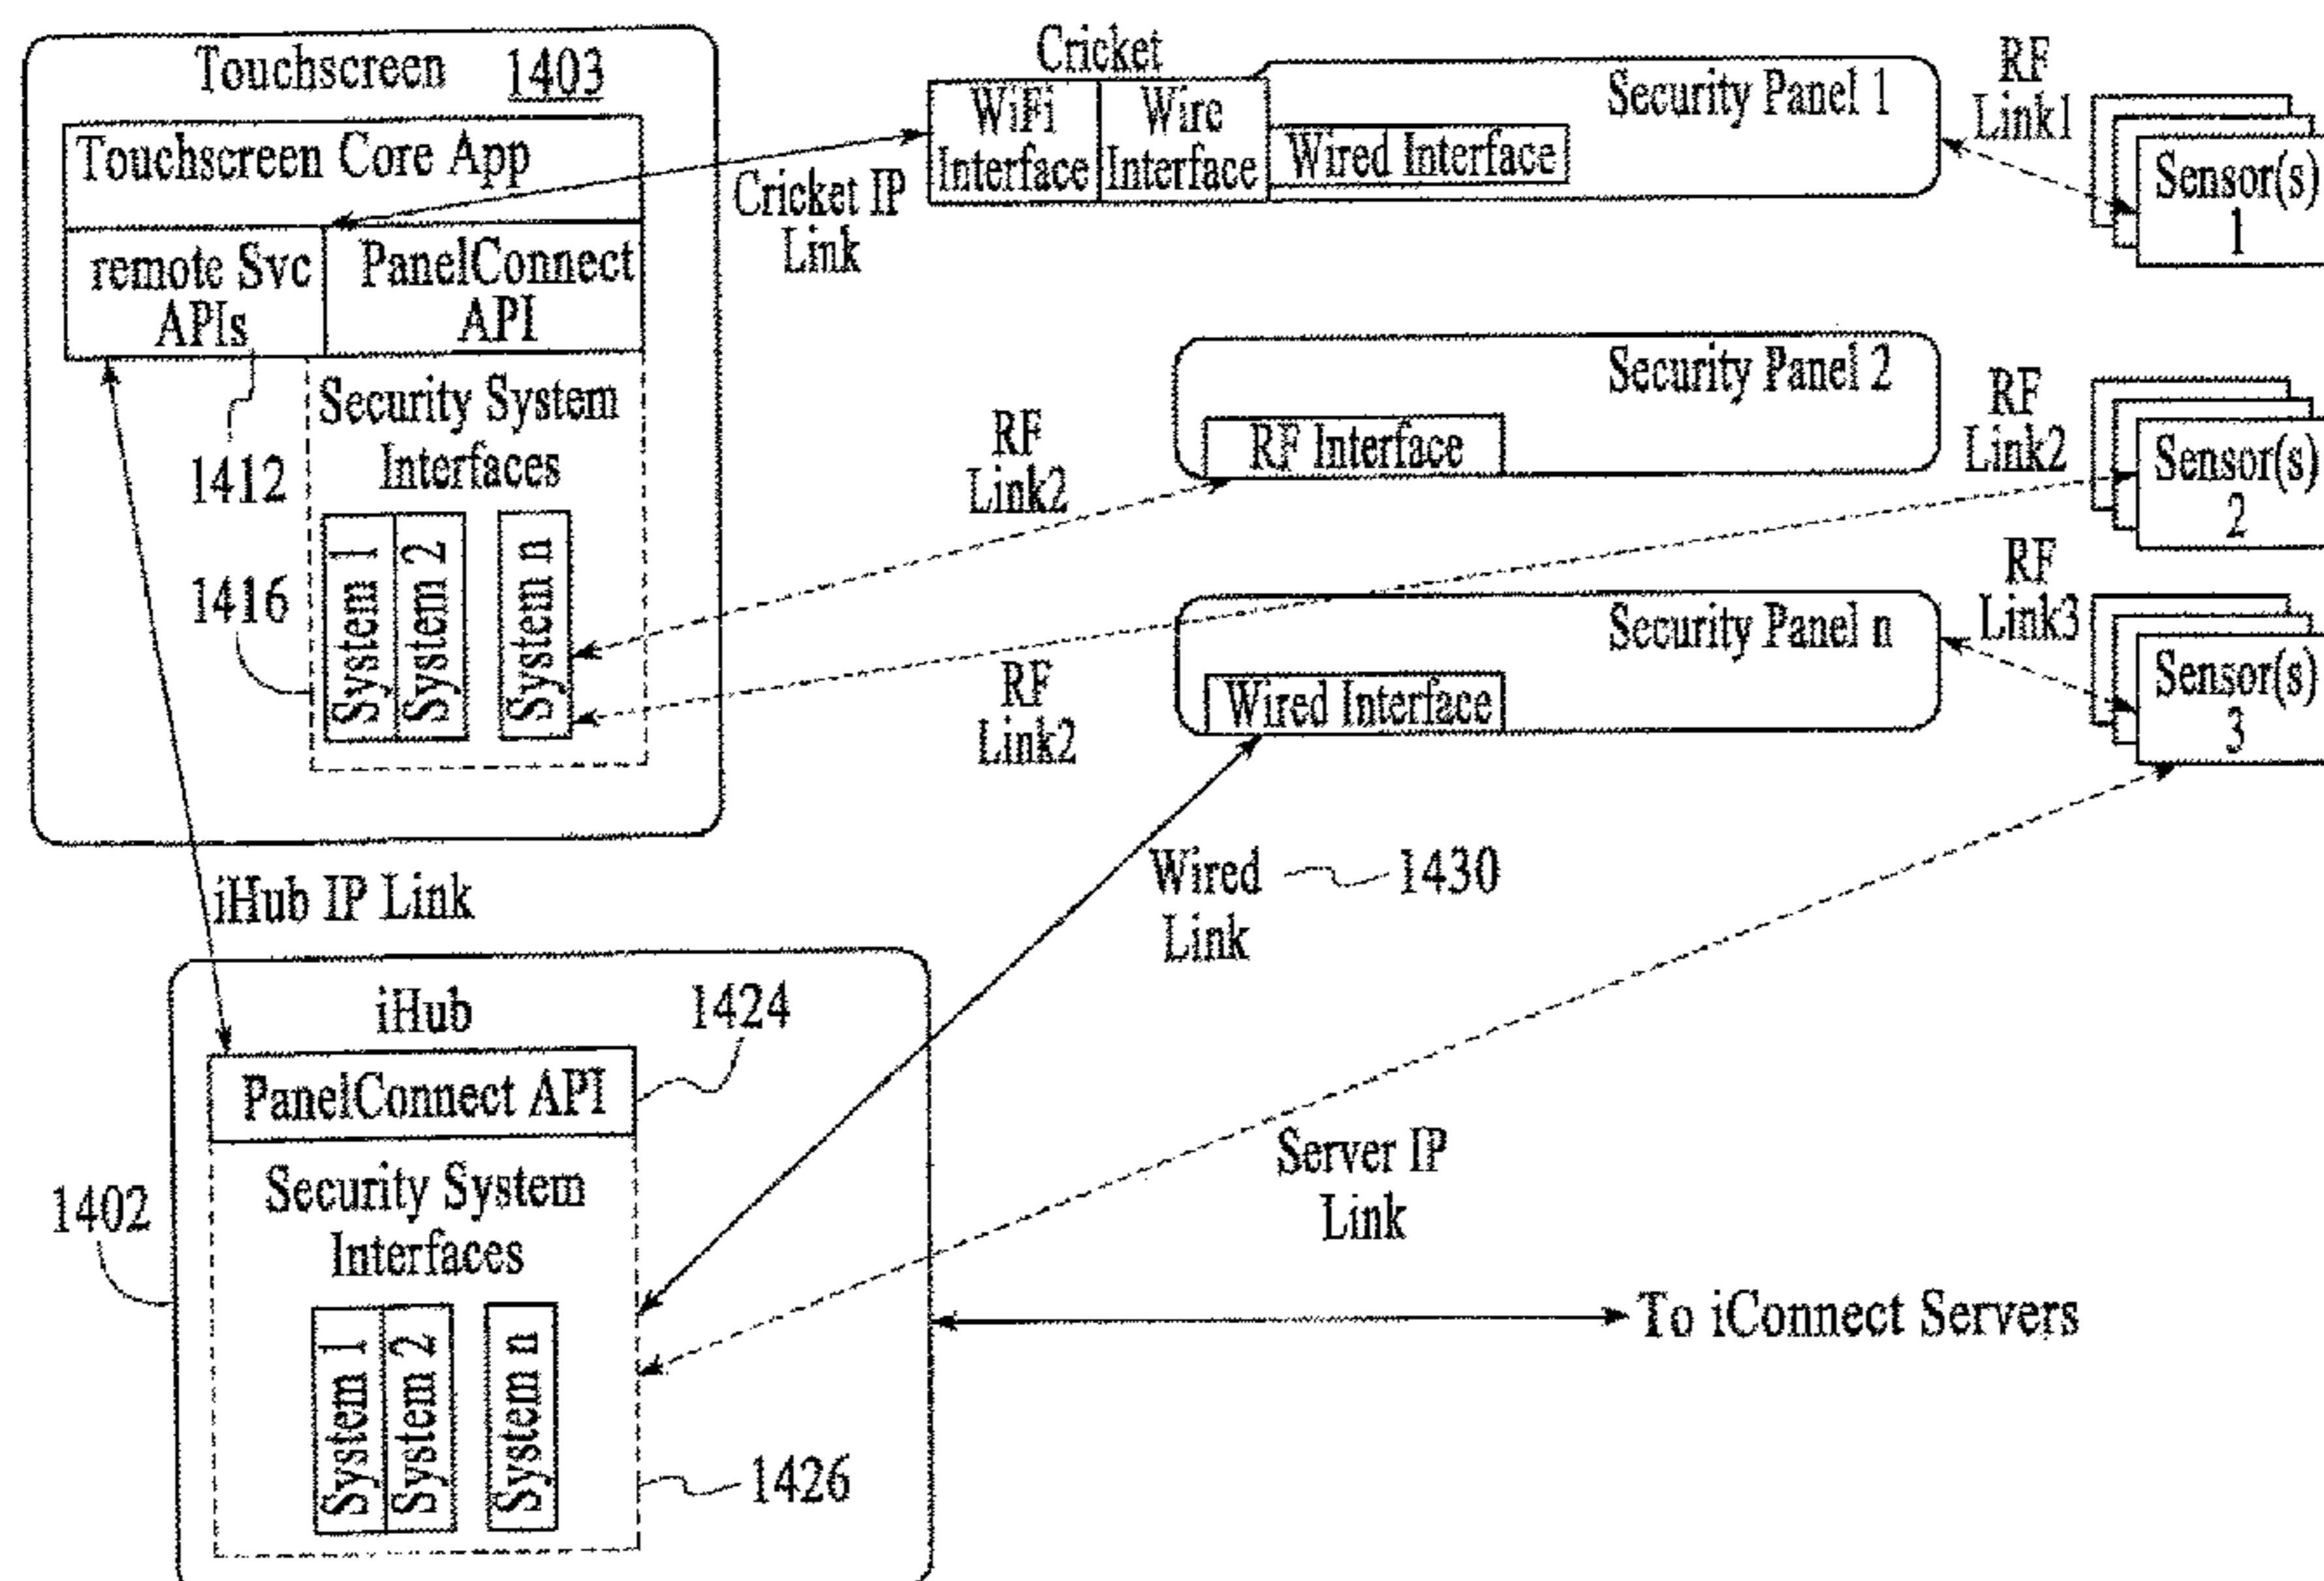 Touchscreen 1403
Touchscreen Core App
remote Svc
APIs
PanelConnect
API
Security System
Interfaces
System 1
System 2
System n
1412
1416
Cricket
WiFi
Interface
Wire
Interface
Wired Interface
Security Panel 1
Cricket IP
Link
RF
Link1
Sensor(s)
1
Security Panel 2
RF Interface
RF
Link2
RF
Link2
Sensor(s)
2
Security Panel n
Wired Interface
RF
Link2
RF
Link3
Sensor(s)
3
iHub IP Link
Wired
Link
1430
iHub
1424
PanelConnect API
Security System
Interfaces
System 1
System 2
System n
1402
1426
Server IP
Link
To iConnect Servers